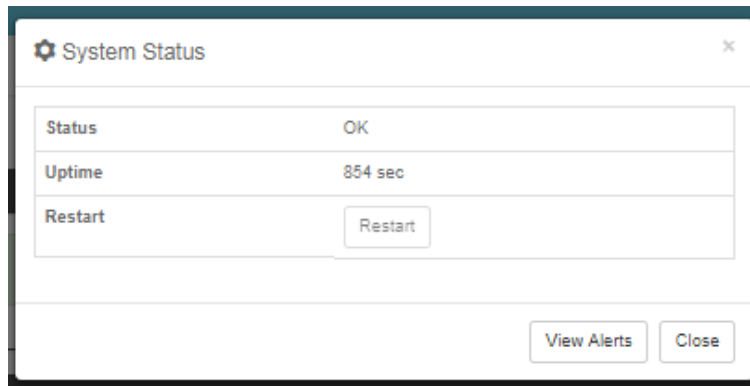 System Status ×
Status OK
Uptime 854 sec
Restart Restart
View Alerts Close